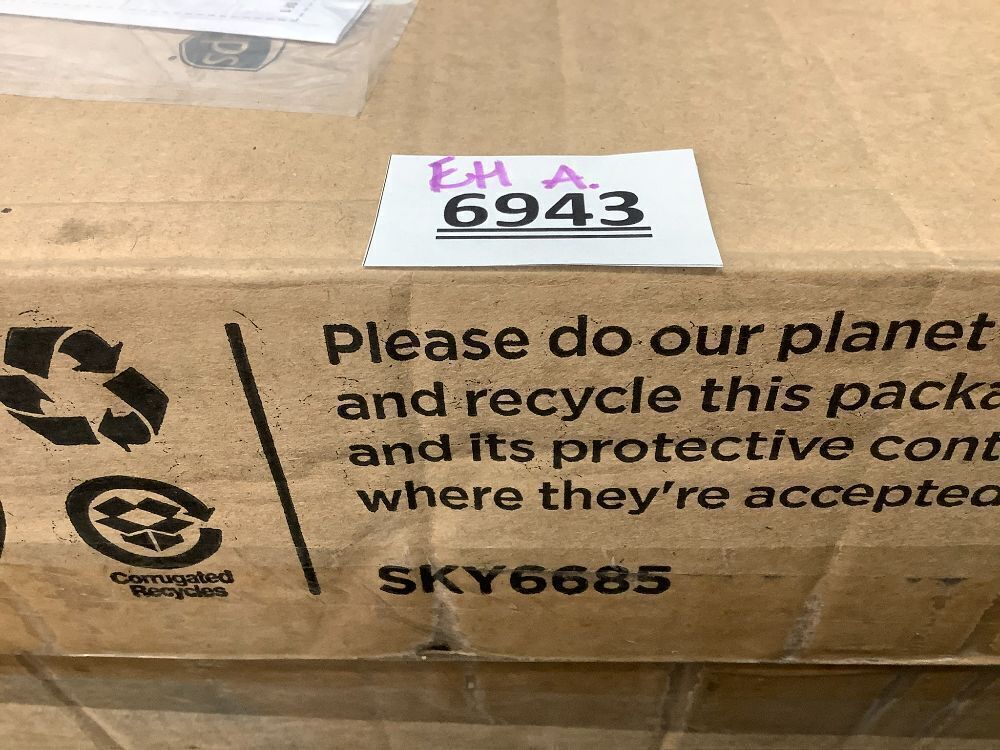 EH A.
6943
Please do our planet
and recycle this packa
and its protective cont
where they're accepted
Corrugated
Recycles
SKY6685